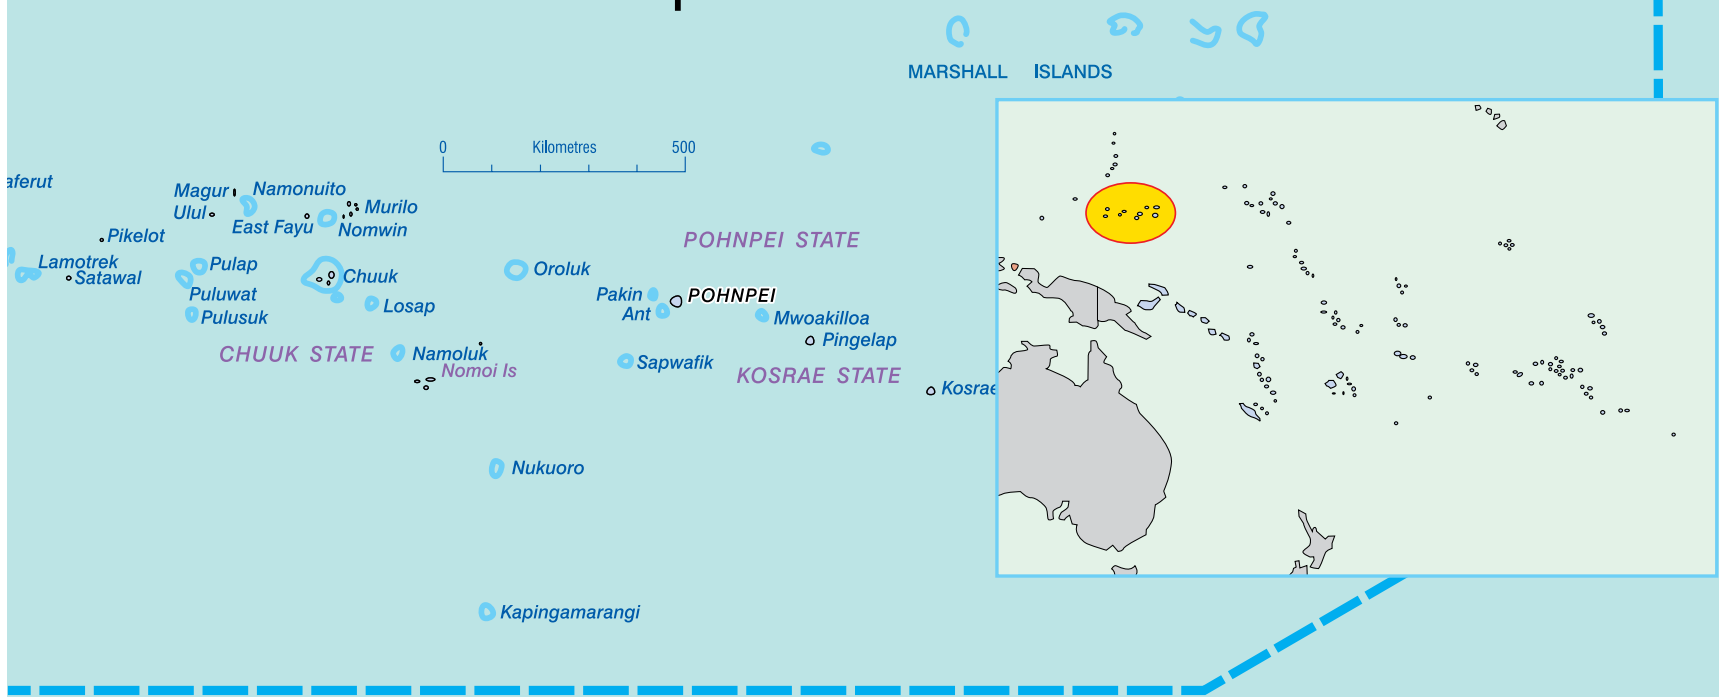 MARSHALL ISLANDS
0 Kilometres 500
aferut
Magur
Namonuito
Ulul
Murilo
East Fayu
Nomwin
Pikelot
POHNPEI STATE
Lamotrek
Pulap
Satawal
Chuuk
Oroluk
Puluwat
Pakin
POHNPEI
Losap
Ant
Pulusuk
Mwoakilloa
Pingelap
CHUUK STATE
Namoluk
Sapwafik
Nomoi Is
KOSRAE STATE
Kosrae
Nukuoro
Kapingamarangi